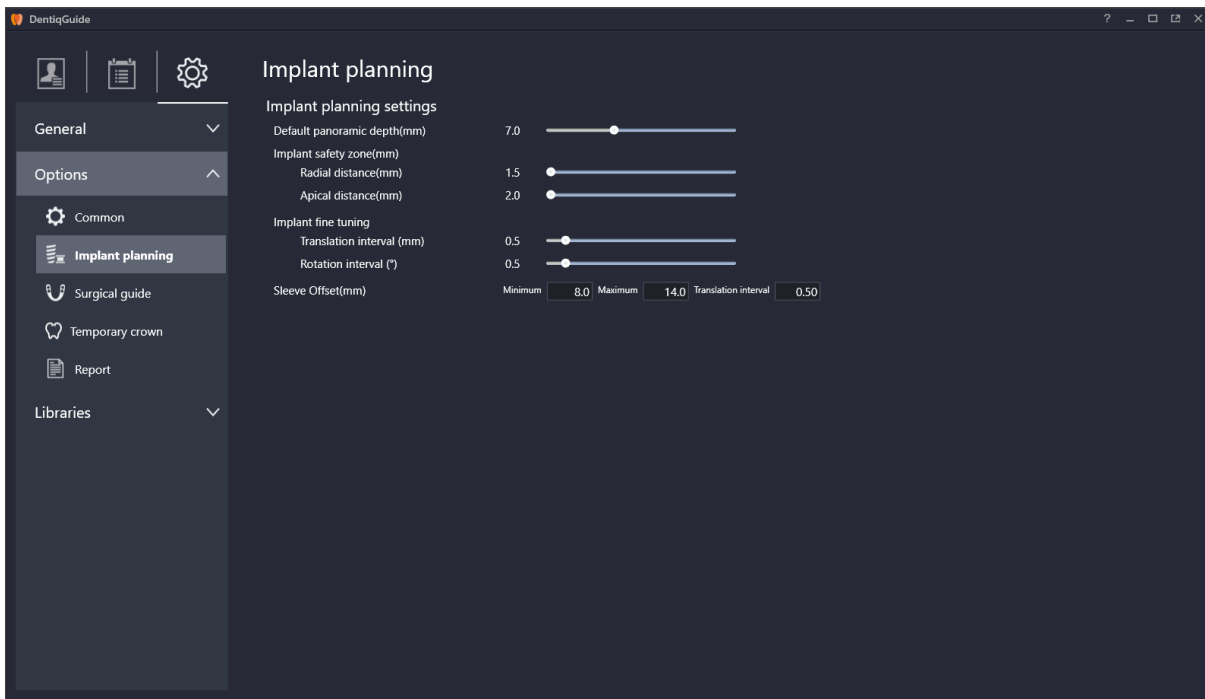 DentiqGuide
?
General
Options
Common
Implant planning
Surgical guide
Temporary crown
Report
Libraries
Implant planning
Implant planning settings
Default panoramic depth(mm) 7.0
Implant safety zone(mm)
Radial distance(mm) 1.5
Apical distance(mm) 2.0
Implant fine tuning
Translation interval (mm) 0.5
Rotation interval (°) 0.5
Sleeve Offset(mm) Minimum 8.0 Maximum 14.0 Translation interval 0.50